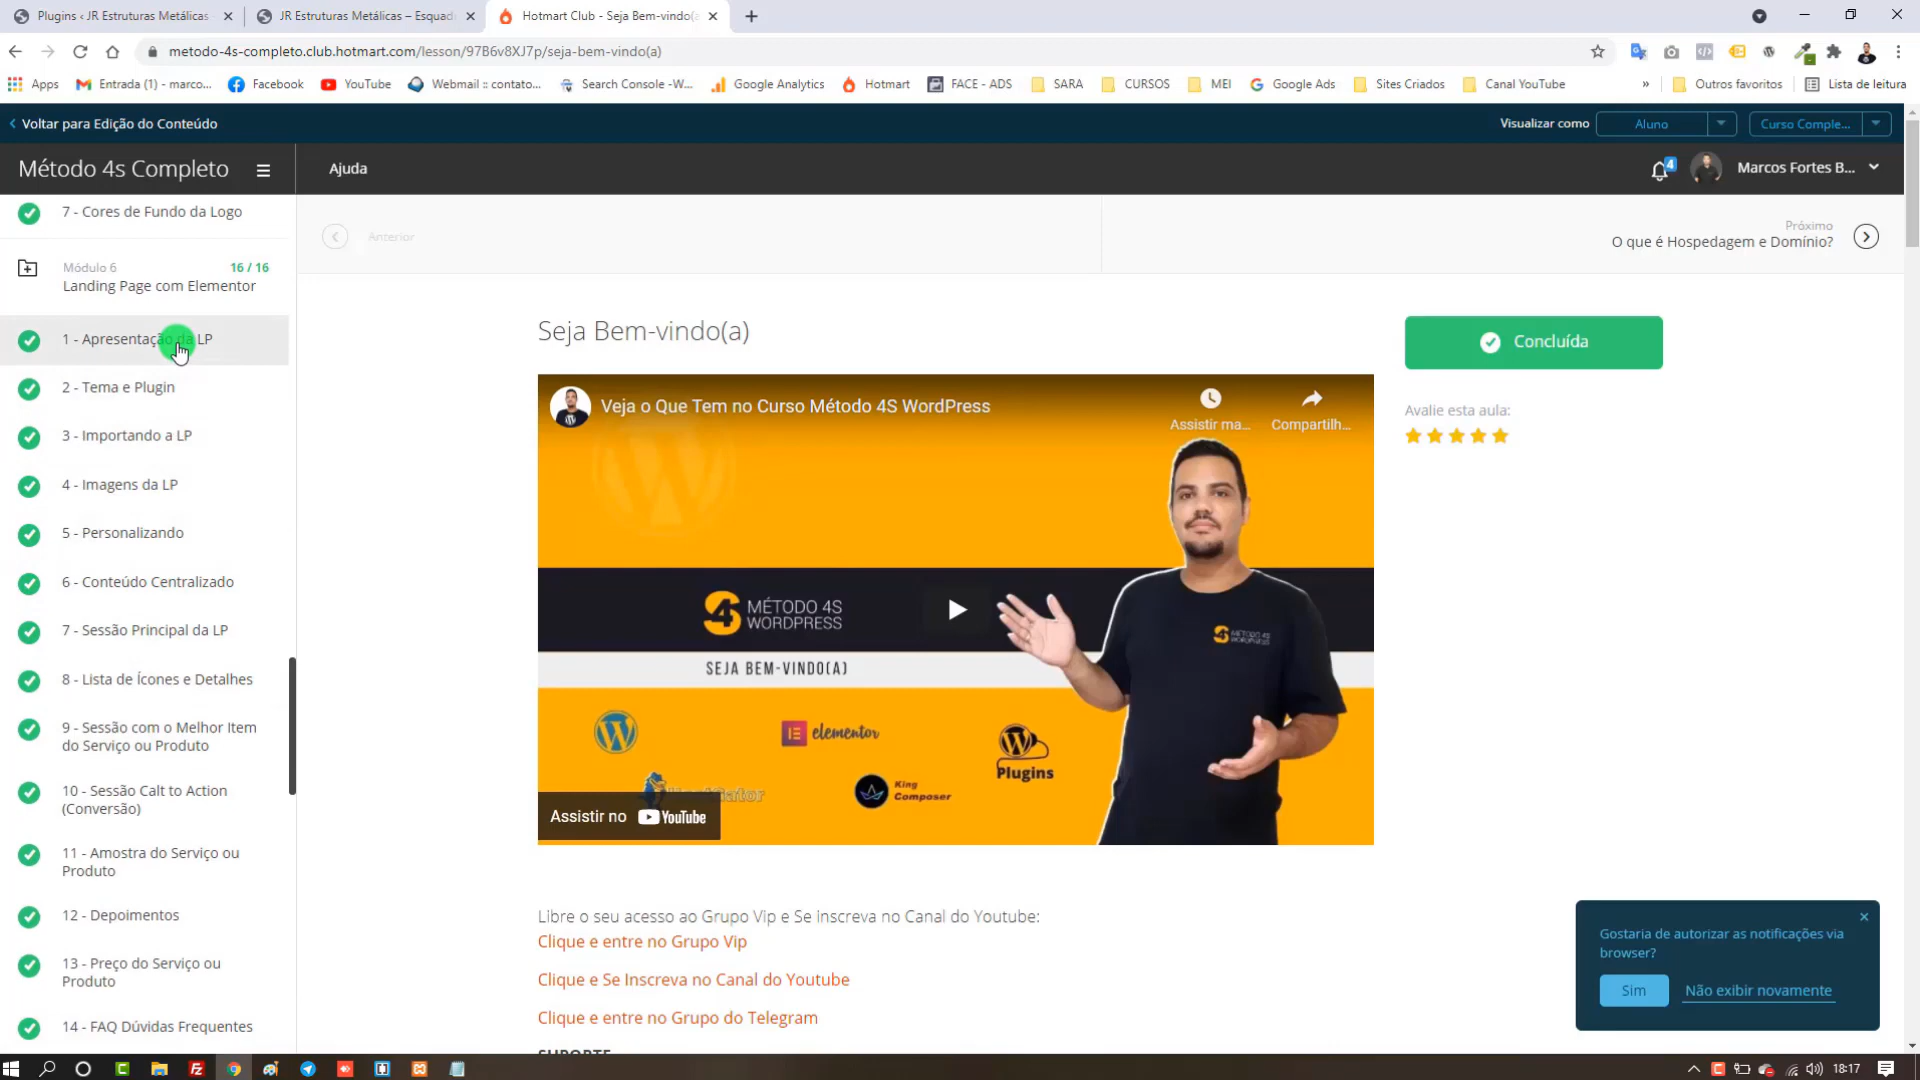 Plugins ‹ JR Estruturas Metálicas
JR Estruturas Metálicas – Esquad
Hotmart Club - Seja Bem-vindo(a
metodo-4s-completo.club.hotmart.com/lesson/97B6v8XJ7p/seja-bem-vindo(a)
Apps
Entrada (1) - marco...
Facebook
YouTube
Webmail :: contato...
Search Console -W...
Google Analytics
Hotmart
FACE - ADS
SARA
CURSOS
MEI
Google Ads
Sites Criados
Canal YouTube
»
Outros favoritos
Lista de leitura
Voltar para Edição do Conteúdo
Visualizar como
Aluno
Curso Comple...
Método 4s Completo
Ajuda
4
Marcos Fortes B...
7 - Cores de Fundo da Logo
Módulo 6
16 / 16
Landing Page com Elementor
1 - Apresentação da LP
2 - Tema e Plugin
3 - Importando a LP
4 - Imagens da LP
5 - Personalizando
6 - Conteúdo Centralizado
7 - Sessão Principal da LP
8 - Lista de Ícones e Detalhes
9 - Sessão com o Melhor Item
do Serviço ou Produto
10 - Sessão Calt to Action
(Conversão)
11 - Amostra do Serviço ou
Produto
12 - Depoimentos
13 - Preço do Serviço ou
Produto
14 - FAQ Dúvidas Frequentes
Anterior
Próximo
O que é Hospedagem e Domínio?
Seja Bem-vindo(a)
Concluída
Avalie esta aula:
Veja o Que Tem no Curso Método 4S WordPress
Assistir ma...
Compartilh...
MÉTODO 4S
WORDPRESS
MÉTODO 4S
WORDPRESS
SEJA BEM-VINDO(A)
elementor
Plugins
King
Composer
Assistir no YouTube
Libre o seu acesso ao Grupo Vip e Se inscreva no Canal do Youtube:
Clique e entre no Grupo Vip
Clique e Se Inscreva no Canal do Youtube
Clique e entre no Grupo do Telegram
SUPORTE
Gostaria de autorizar as notificações via
browser?
Sim
Não exibir novamente
18:17